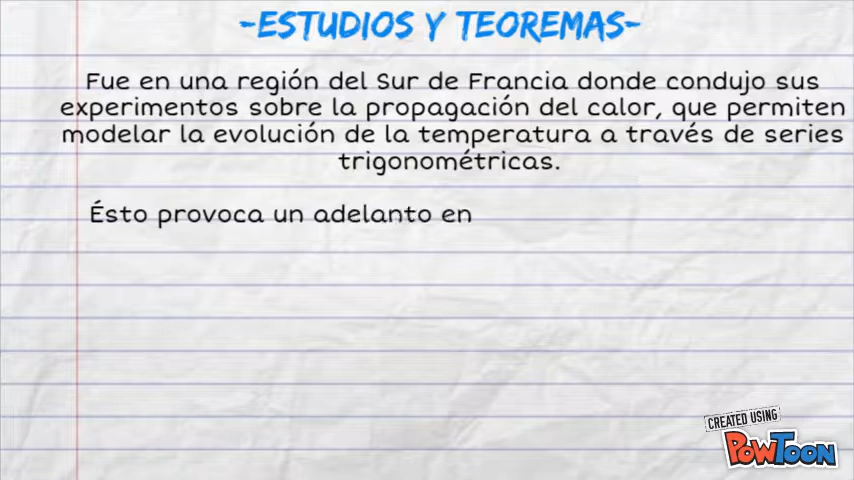 -ESTUDIOS Y TEOREMAS-
Fue en una región del Sur de Francia donde condujo sus
experimentos sobre la propagación del calor, que permiten
modelar la evolución de la temperatura a través de series
trigonométricas.
Ésto provoca un adelanto en
CREATED USING
POWTOON